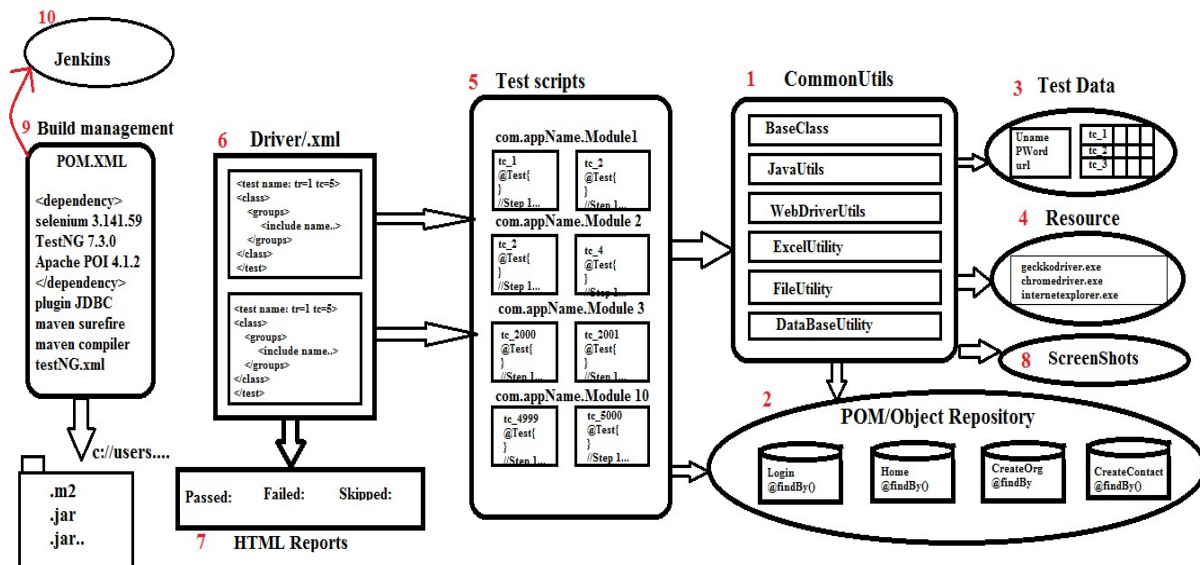 10
Jenkins
9 Build management
POM.XML
<dependency>
selenium 3.141.59
TestNG 7.3.0
Apache POI 4.1.2
</dependency>
plugin JDBC
maven surefire
maven compiler
testNG.xml
c://users....
.m2
.jar
.jar..
6 Driver/.xml
<test name: tr=1 tc=5>
<class>
<groups>
<include name..>
</groups>
</class>
</test>
<test name: tr=1 tc=5>
<class>
<groups>
<include name..>
</groups>
</class>
</test>
Passed: Failed: Skipped:
7 HTML Reports
5 Test scripts
com.appName.Module1
tc_1
@Test{
}
//Step 1...
tc_2
@Test{
}
//Step 1...
com.appName.Module 2
tc_2
@Test{
}
//Step 1...
tc_4
@Test{
}
//Step 1...
com.appName.Module 3
tc_2000
@Test{
}
//Step 1...
tc_2001
@Test{
}
//Step 1...
com.appName.Module 10
tc_4999
@Test{
}
//Step 1...
tc_5000
@Test{
}
//Step 1...
1 CommonUtils
BaseClass
JavaUtils
WebDriverUtils
ExcelUtility
FileUtility
DataBaseUtility
3 Test Data
Uname
PWord
url
tc_1
tc_2
tc_3
4 Resource
geckkodriver.exe
chromedriver.exe
internetexplorer.exe
8 ScreenShots
2
POM/Object Repository
Login
@findBy()
Home
@findBy()
CreateOrg
@findBy
CreateContact
@findBy()